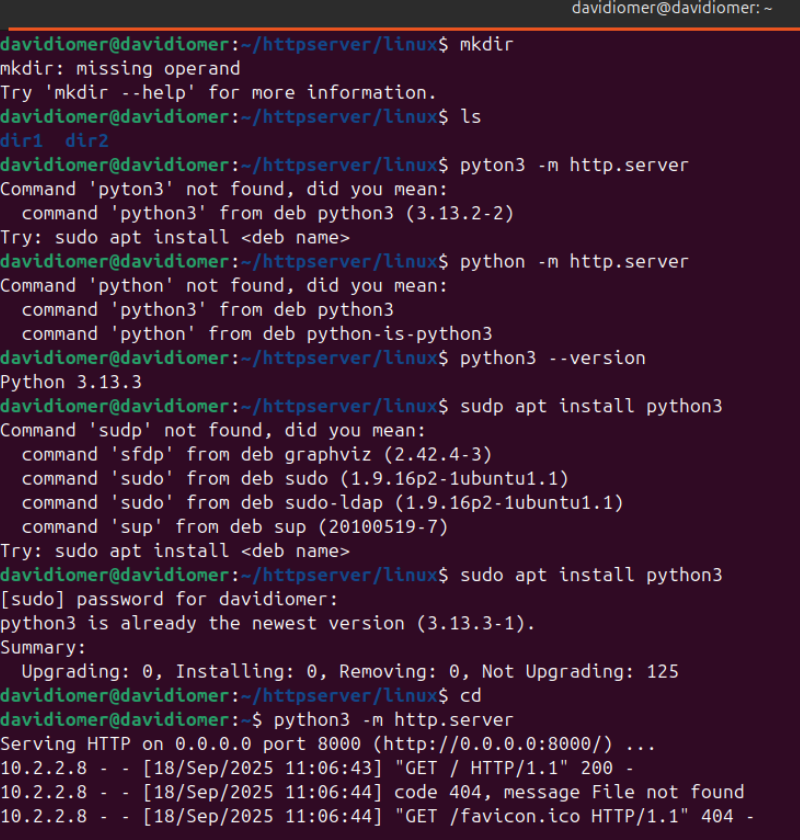 davidiomer@davidiomer: ~
davidiomer@davidiomer:~/httpserver/linux$ mkdir
mkdir: missing operand
Try 'mkdir --help' for more information.
davidiomer@davidiomer:~/httpserver/linux$ ls
dir1  dir2
davidiomer@davidiomer:~/httpserver/linux$ pyton3 -m http.server
Command 'pyton3' not found, did you mean:
  command 'python3' from deb python3 (3.13.2-2)
Try: sudo apt install <deb name>
davidiomer@davidiomer:~/httpserver/linux$ python -m http.server
Command 'python' not found, did you mean:
  command 'python3' from deb python3
  command 'python' from deb python-is-python3
davidiomer@davidiomer:~/httpserver/linux$ python3 --version
Python 3.13.3
davidiomer@davidiomer:~/httpserver/linux$ sudp apt install python3
Command 'sudp' not found, did you mean:
  command 'sfdp' from deb graphviz (2.42.4-3)
  command 'sudo' from deb sudo (1.9.16p2-1ubuntu1.1)
  command 'sudo' from deb sudo-ldap (1.9.16p2-1ubuntu1.1)
  command 'sup' from deb sup (20100519-7)
Try: sudo apt install <deb name>
davidiomer@davidiomer:~/httpserver/linux$ sudo apt install python3
[sudo] password for davidiomer:
python3 is already the newest version (3.13.3-1).
Summary:
  Upgrading: 0, Installing: 0, Removing: 0, Not Upgrading: 125
davidiomer@davidiomer:~/httpserver/linux$ cd
davidiomer@davidiomer:~$ python3 -m http.server
Serving HTTP on 0.0.0.0 port 8000 (http://0.0.0.0:8000/) ...
10.2.2.8 - - [18/Sep/2025 11:06:43] "GET / HTTP/1.1" 200 -
10.2.2.8 - - [18/Sep/2025 11:06:44] code 404, message File not found
10.2.2.8 - - [18/Sep/2025 11:06:44] "GET /favicon.ico HTTP/1.1" 404 -